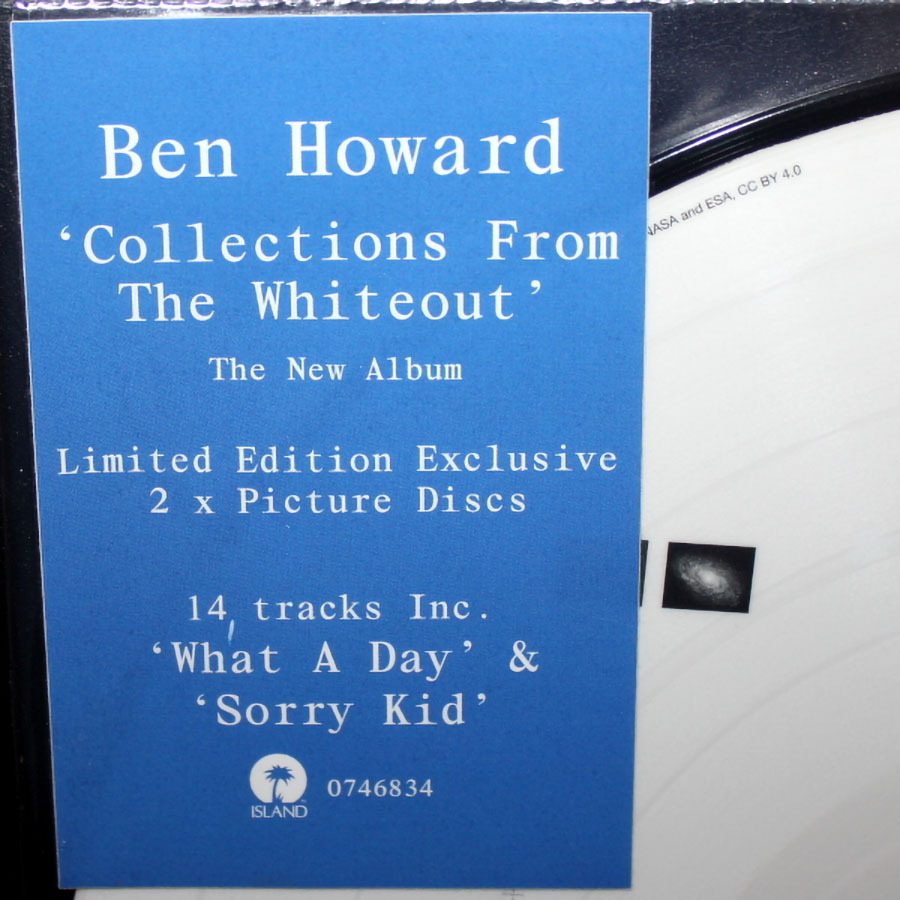 Ben Howard
‘Collections From
The Whiteout’
The New Album
Limited Edition Exclusive
2 x Picture Discs
14 tracks Inc.
‘What A Day’ &
‘Sorry Kid’
ISLAND
0746834
NASA and ESA, CC BY 4.0